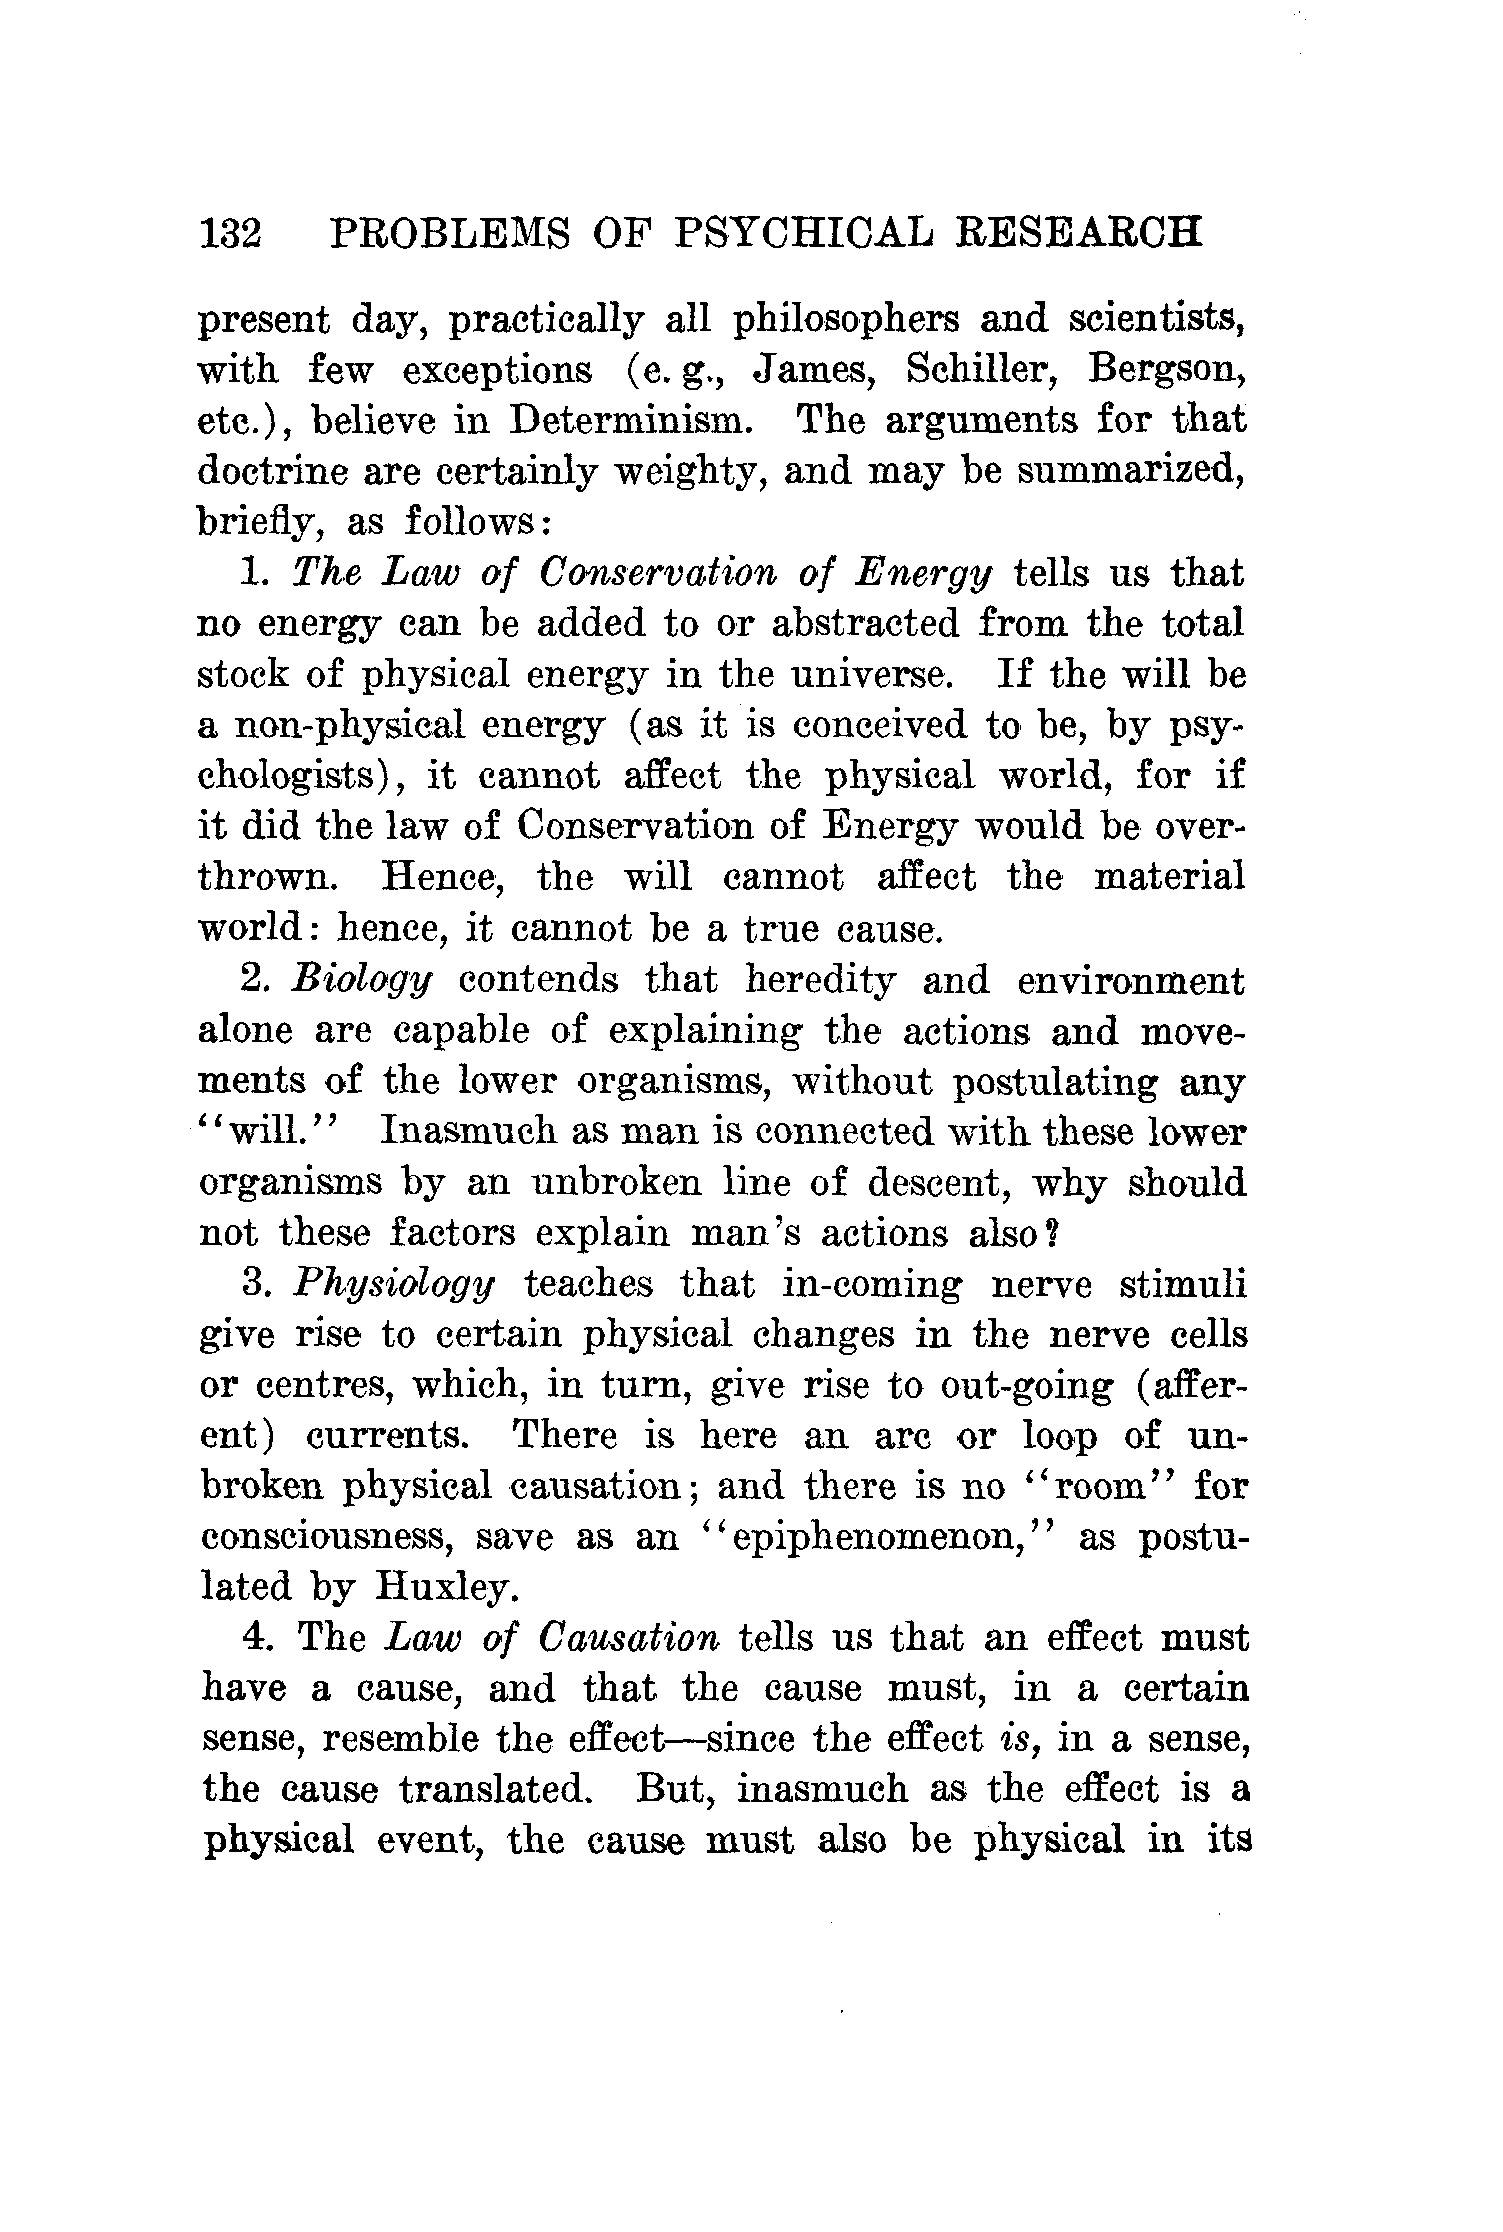 132 PROBLEMS OF PSYCHICAL RESEARCH
present day, practically all philosophers and scientists,
with few exceptions (e. g., James, Schiller, Bergson,
etc.), believe in Determinism. The arguments for that
doctrine are certainly weighty, and may be summarized,
briefly, as follows:
1. The Law of Conservation of Energy tells us that
no energy can be added to or abstracted from the total
stock of physical energy in the universe. If the will be
a non-physical energy (as it is conceived to be, by psy-
chologists), it cannot affect the physical world, for if
it did the law of Conservation of Energy would be over-
thrown. Hence, the will cannot affect the material
world: hence, it cannot be a true cause.
2. Biology contends that heredity and environment
alone are capable of explaining the actions and move-
ments of the lower organisms, without postulating any
‘‘will.’’ Inasmuch as man is connected with these lower
organisms by an unbroken line of descent, why should
not these factors explain man’s actions also?
3. Physiology teaches that in-coming nerve stimuli
give rise to certain physical changes in the nerve cells
or centres, which, in turn, give rise to out-going (affer-
ent) currents. There is here an arc or loop of un-
broken physical causation; and there is no ‘‘room’’ for
consciousness, save as an ‘‘epiphenomenon,’’ as postu-
lated by Huxley.
4. The Law of Causation tells us that an effect must
have a cause, and that the cause must, in a certain
sense, resemble the effect—since the effect is, in a sense,
the cause translated. But, inasmuch as the effect is a
physical event, the cause must also be physical in its